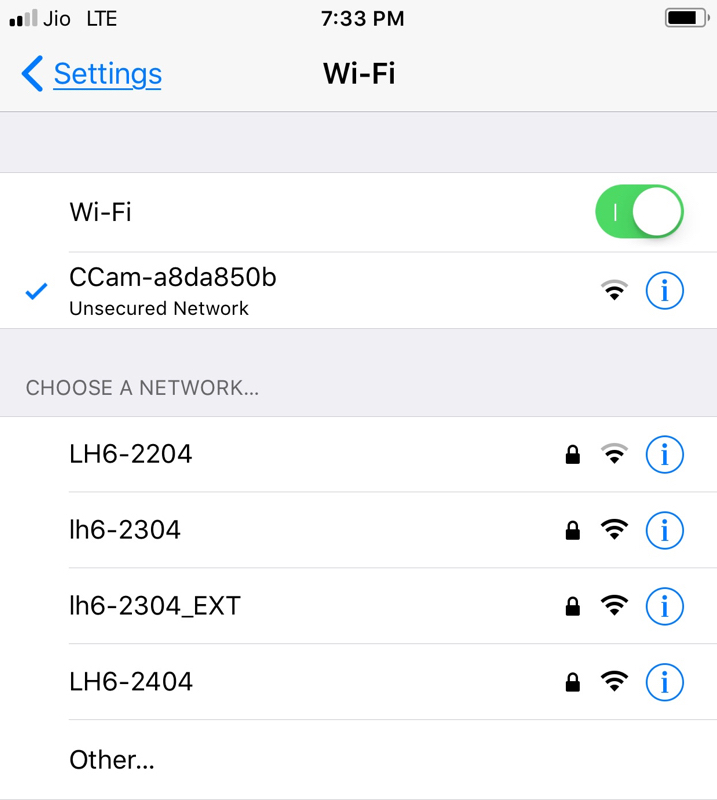 Jio LTE 7:33 PM
Settings Wi-Fi
Wi-Fi
CCam-a8da850b
Unsecured Network
CHOOSE A NETWORK...
LH6-2204
lh6-2304
lh6-2304_EXT
LH6-2404
Other...